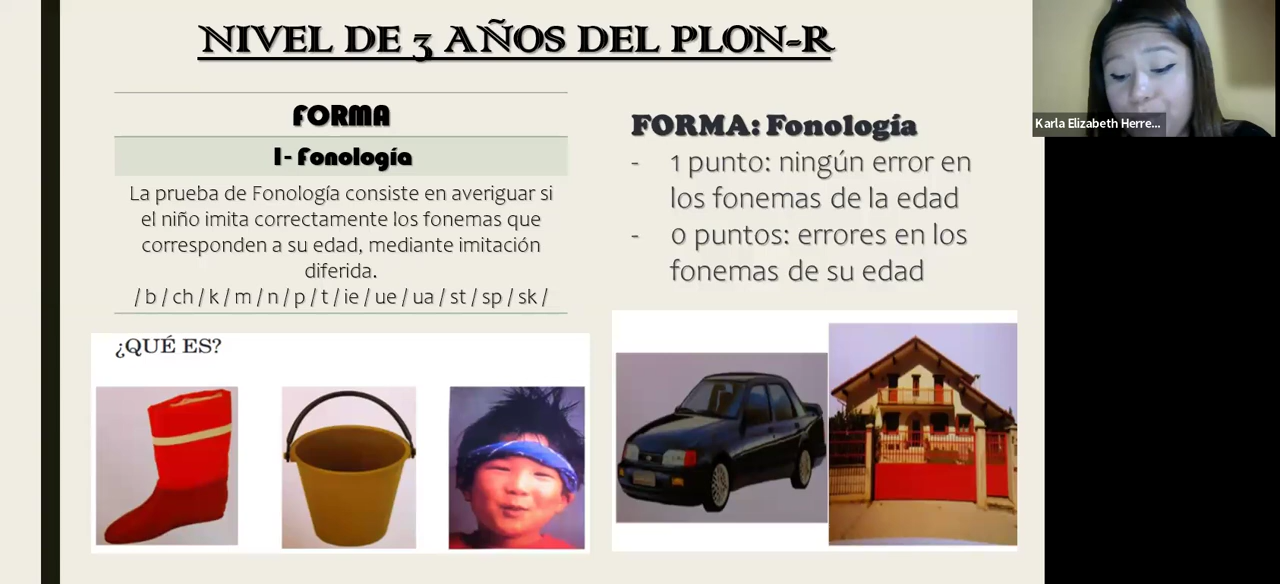 NIVEL DE 3 AÑOS DEL PLON-R
FORMA
1- Fonología
La prueba de Fonología consiste en averiguar si
el niño imita correctamente los fonemas que
corresponden a su edad, mediante imitación
diferida.
/ b / ch / k / m / n / p / t / ie / ue / ua / st / sp / sk /
¿QUÉ ES?
FORMA: Fonología
- 1 punto: ningún error en
los fonemas de la edad
- 0 puntos: errores en los
fonemas de su edad
Karla Elizabeth Herre...